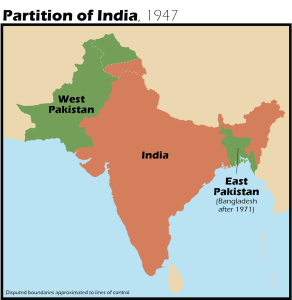 Partition of India, 1947
West
Pakistan
India
East
Pakistan
(Bangladesh
after 1971)
Disputed boundaries approximated to lines of control